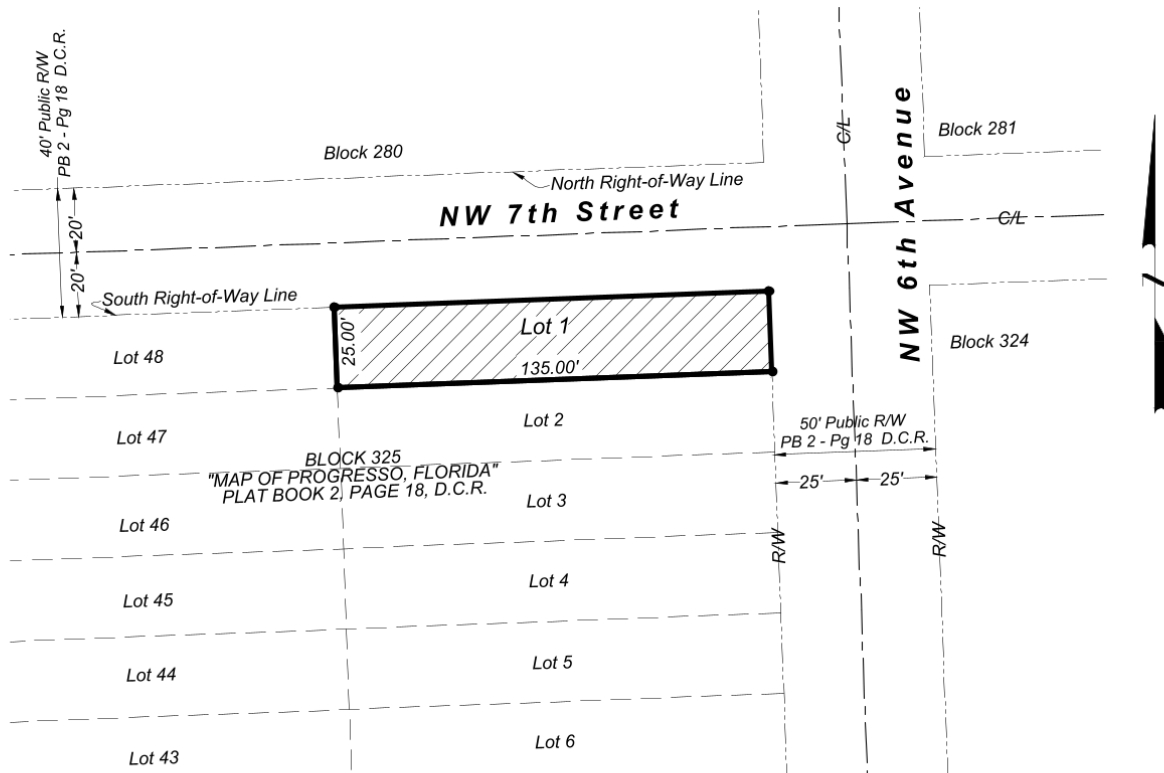 40' Public R/W
PB 2 - Pg 18 D.C.R.
Block 280
C/L
NW 6th Avenue
Block 281
North Right-of-Way Line
NW 7th Street
20'
C/L
20'
South Right-of-Way Line
Lot 1
25.00'
135.00'
Block 324
Lot 48
Lot 2
50' Public R/W
PB 2 - Pg 18 D.C.R.
Lot 47
BLOCK 325
"MAP OF PROGRESSO, FLORIDA"
PLAT BOOK 2, PAGE 18, D.C.R.
25'
25'
Lot 3
Lot 46
R/W
R/W
Lot 4
Lot 45
Lot 5
Lot 44
Lot 6
Lot 43